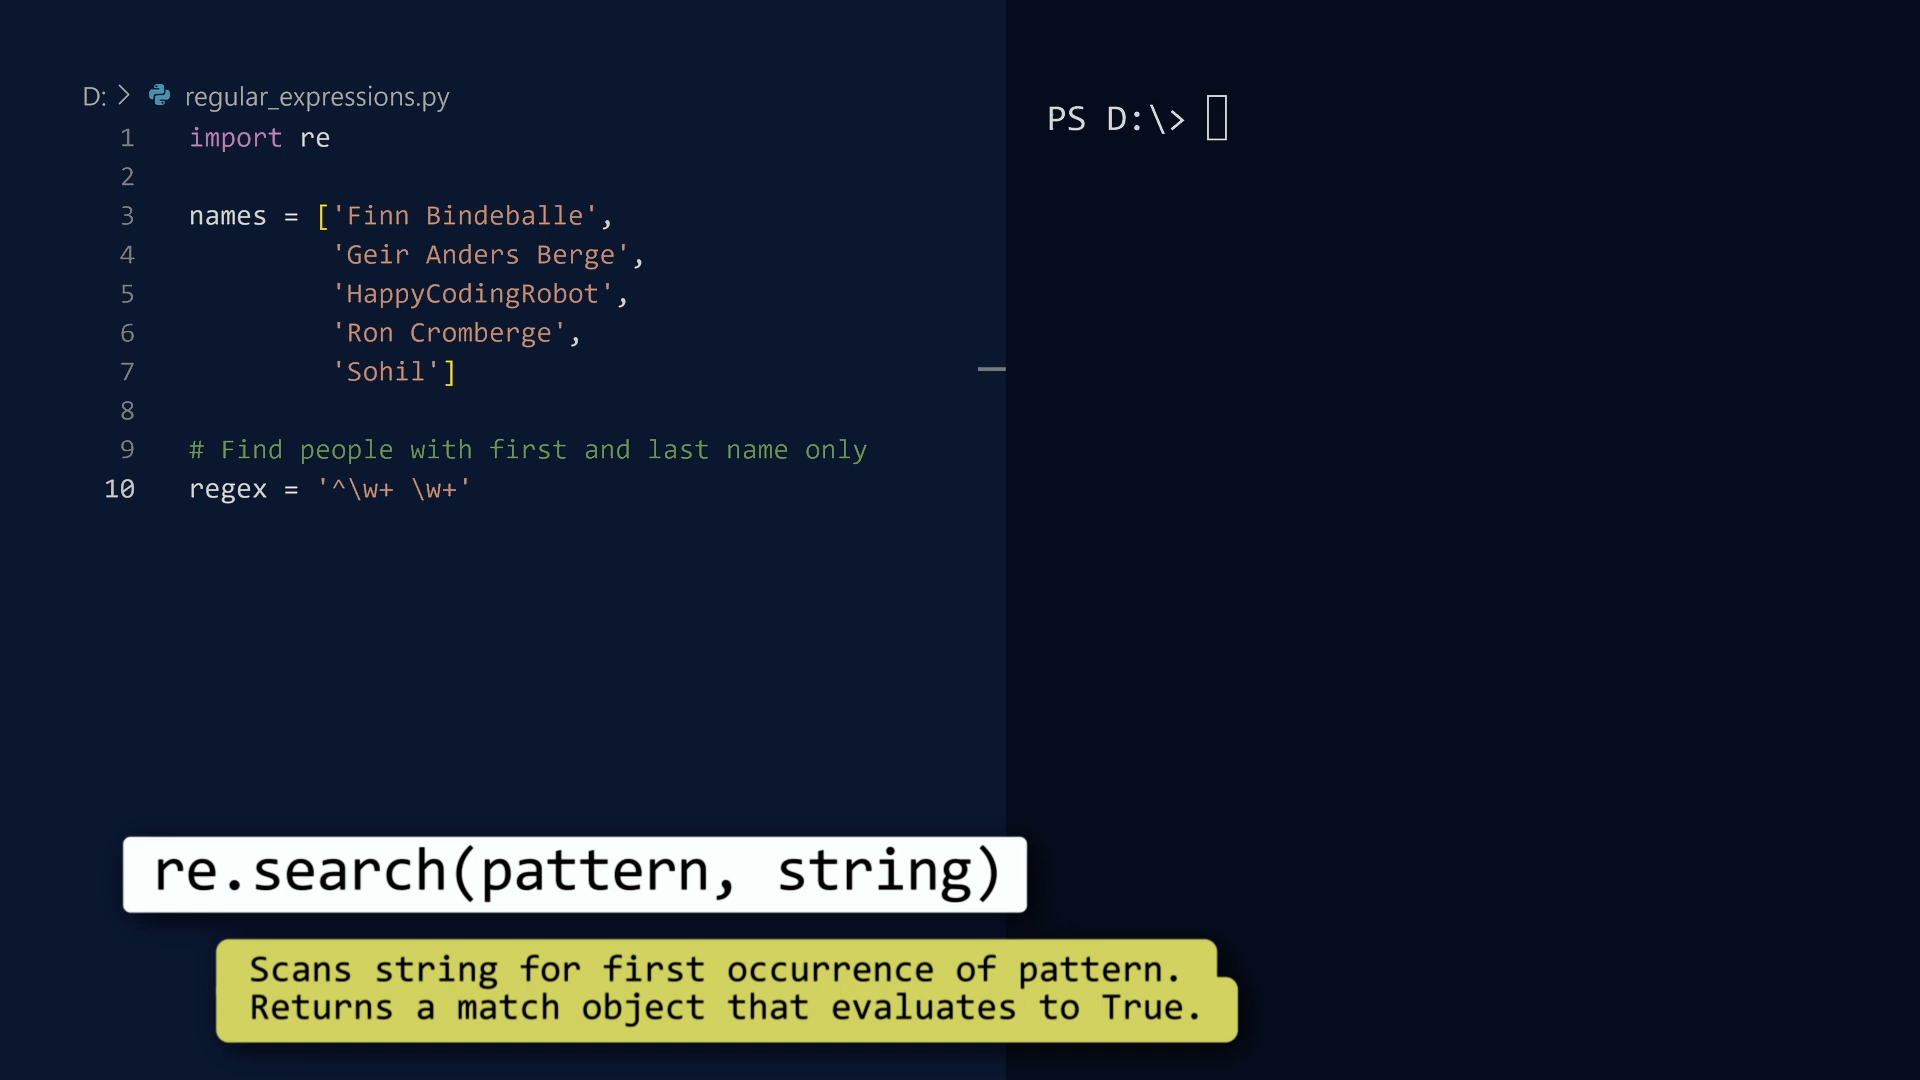 D: > regular_expressions.py
1 import re
2
3 names = ['Finn Bindeballe',
4 'Geir Anders Berge',
5 'HappyCodingRobot',
6 'Ron Cromberge',
7 'Sohil']
8
9 # Find people with first and last name only
10 regex = '^\w+ \w+'
PS D:\>
re.search(pattern, string)
Scans string for first occurrence of pattern.
Returns a match object that evaluates to True.